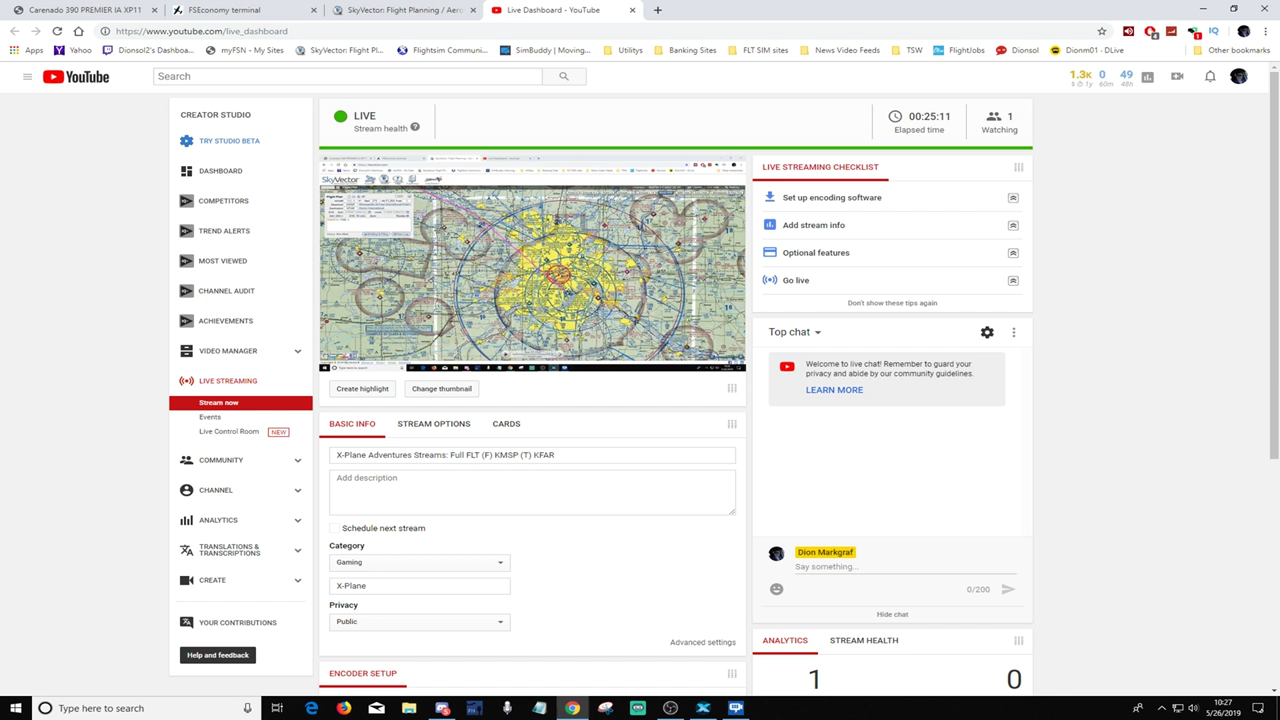 Carenado 390 PREMIER IA XP11
FSEconomy terminal
SkyVector: Flight Planning / Aero
Live Dashboard - YouTube
https://www.youtube.com/live_dashboard
Apps
Yahoo
Dionsol2's Dashboa...
myFSN - My Sites
SkyVector: Flight Pl...
Flightsim Commun...
SimBuddy | Moving...
Utilitys
Banking Sites
FLT SIM sites
News Video Feeds
TSW
FlightJobs
Dionsol
Dionm01 - DLive
Other bookmarks
YouTube
Search
1.3K 0 49
1y 60m 48h
CREATOR STUDIO
TRY STUDIO BETA
DASHBOARD
COMPETITORS
TREND ALERTS
MOST VIEWED
CHANNEL AUDIT
ACHIEVEMENTS
VIDEO MANAGER
LIVE STREAMING
Stream now
Events
Live Control Room NEW
COMMUNITY
CHANNEL
ANALYTICS
TRANSLATIONS &
TRANSCRIPTIONS
CREATE
YOUR CONTRIBUTIONS
Help and feedback
LIVE
Stream health
00:25:11
Elapsed time
1
Watching
SkyVector
Create highlight
Change thumbnail
BASIC INFO
STREAM OPTIONS
CARDS
X-Plane Adventures Streams: Full FLT (F) KMSP (T) KFAR
Add description
Schedule next stream
Category
Gaming
X-Plane
Privacy
Public
Advanced settings
ENCODER SETUP
LIVE STREAMING CHECKLIST
Set up encoding software
Add stream info
Optional features
Go live
Don't show these tips again
Top chat
Welcome to live chat! Remember to guard your
privacy and abide by our community guidelines.
LEARN MORE
Dion Markgraf
Say something...
0/200
Hide chat
ANALYTICS
STREAM HEALTH
1
0
Type here to search
10:27
5/26/2019